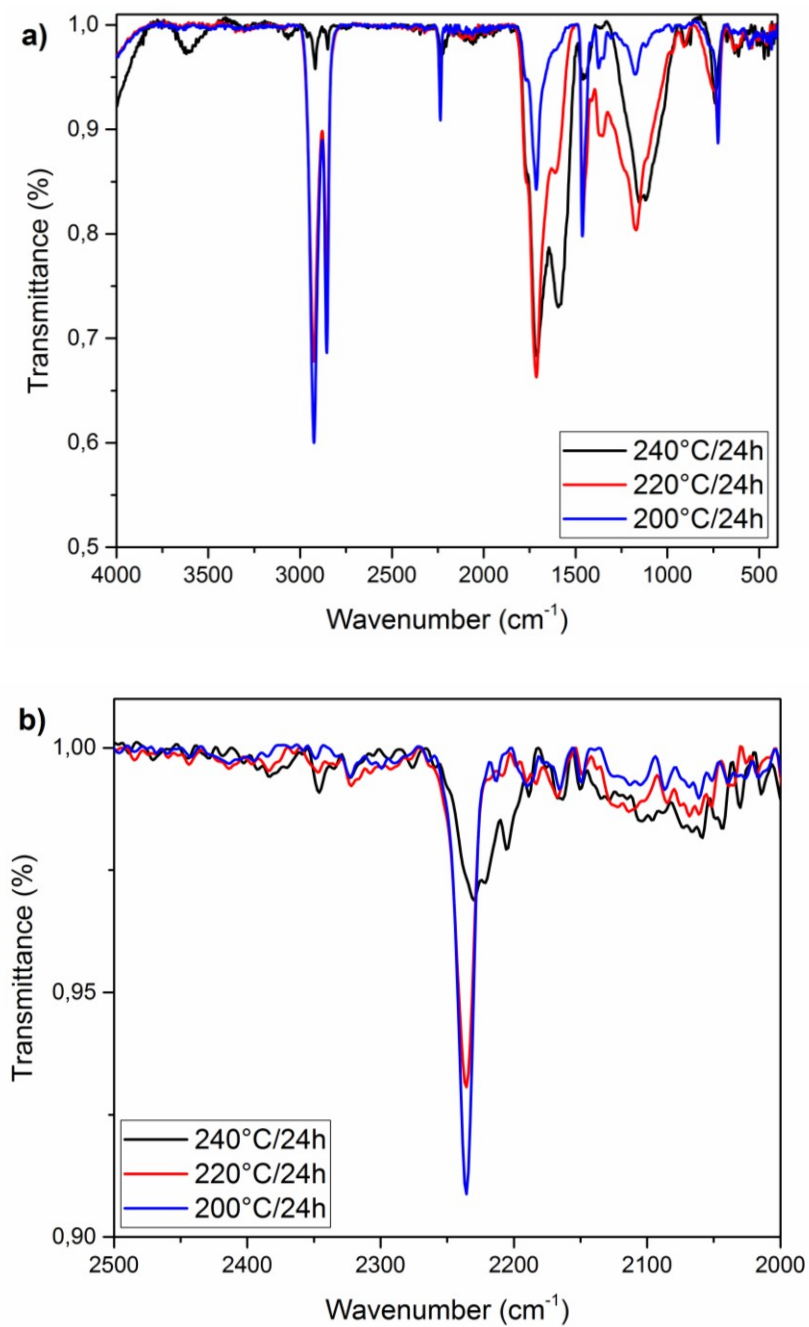 a)
1,0
0,9
0,8
0,7
0,6
0,5
Transmittance (%)
240°C/24h
220°C/24h
200°C/24h
4000 3500 3000 2500 2000 1500 1000 500
Wavenumber (cm⁻¹)
b)
1,00
0,95
0,90
Transmittance (%)
240°C/24h
220°C/24h
200°C/24h
2500 2400 2300 2200 2100 2000
Wavenumber (cm⁻¹)